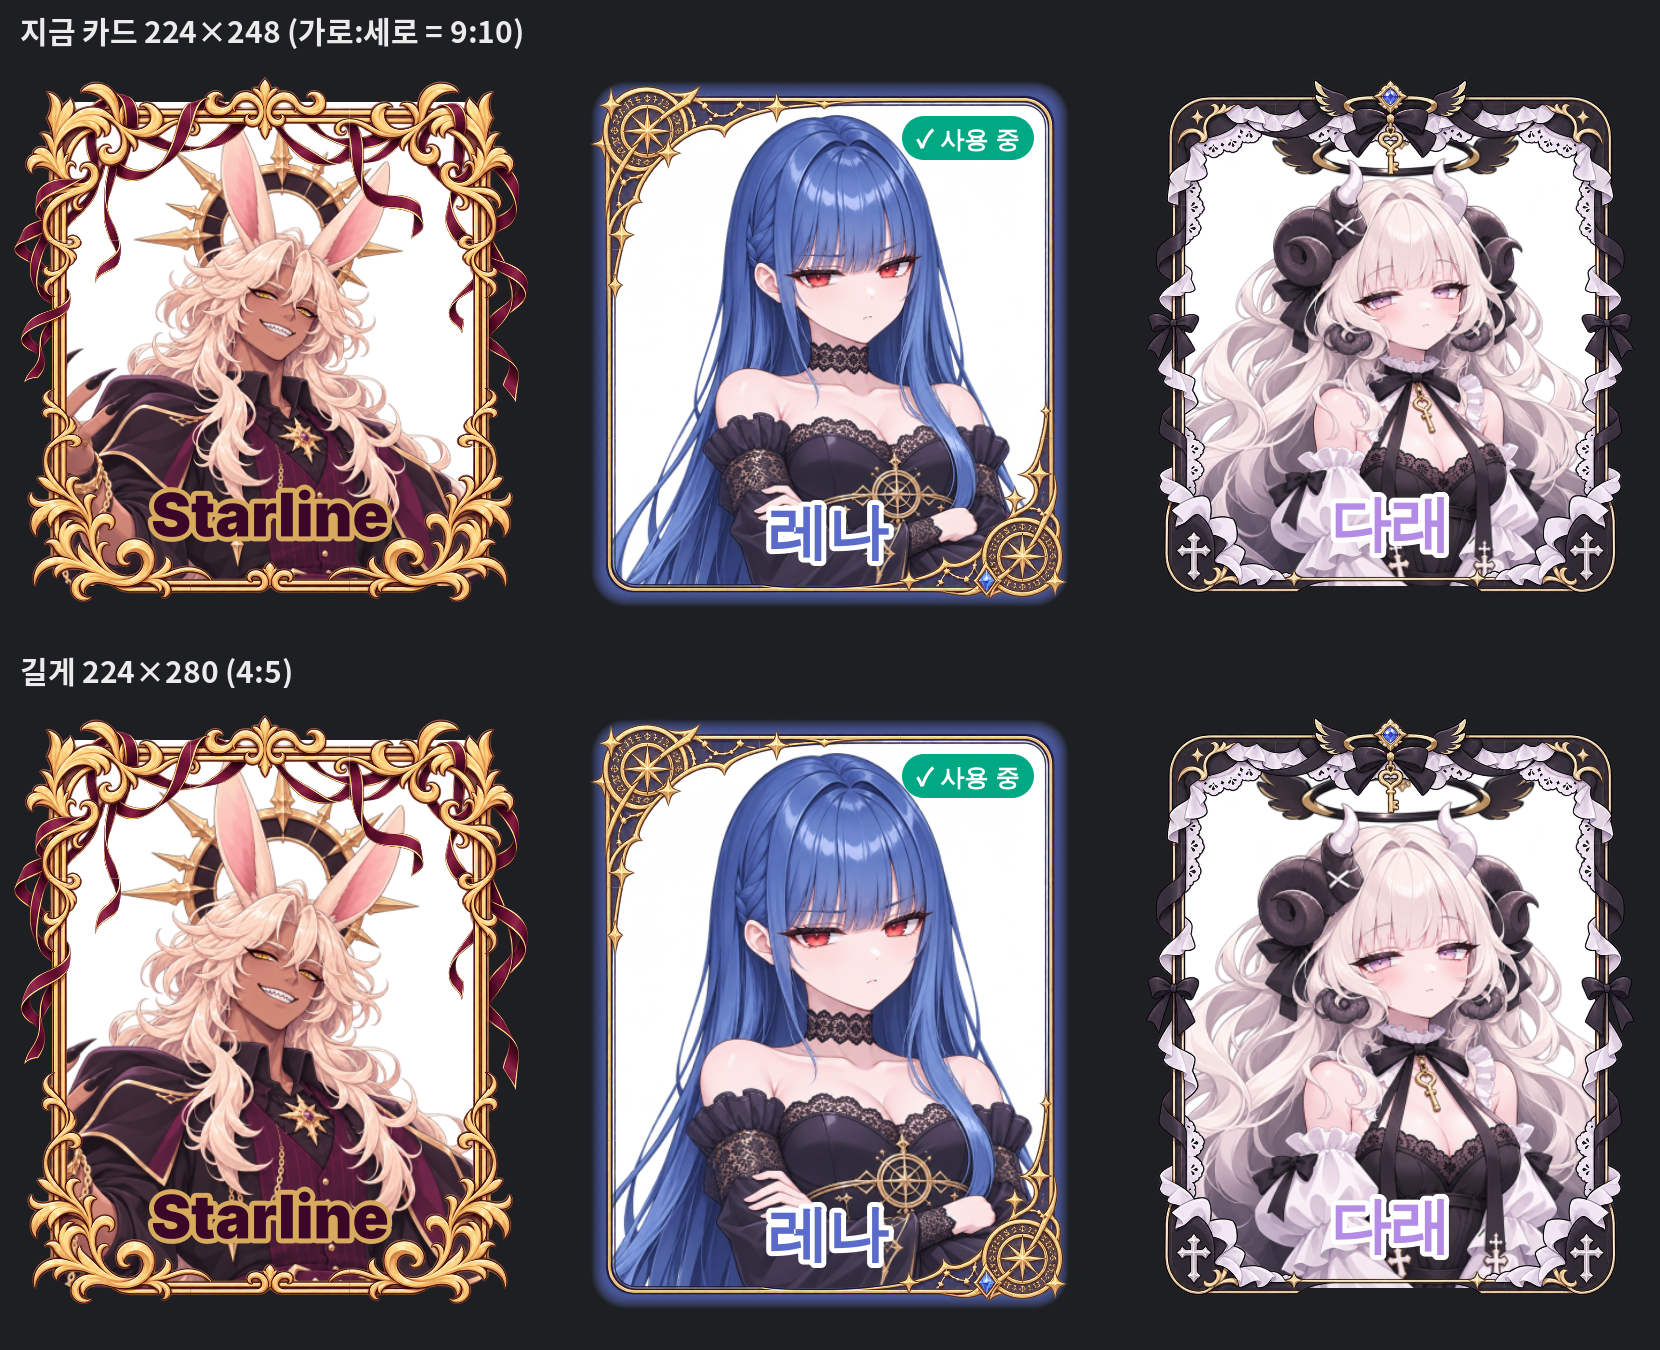 지금 카드 224×248 (가로:세로 = 9:10)
Starline
✓ 사용 중
레나
다래
길게 224×280 (4:5)
Starline
✓ 사용 중
레나
다래